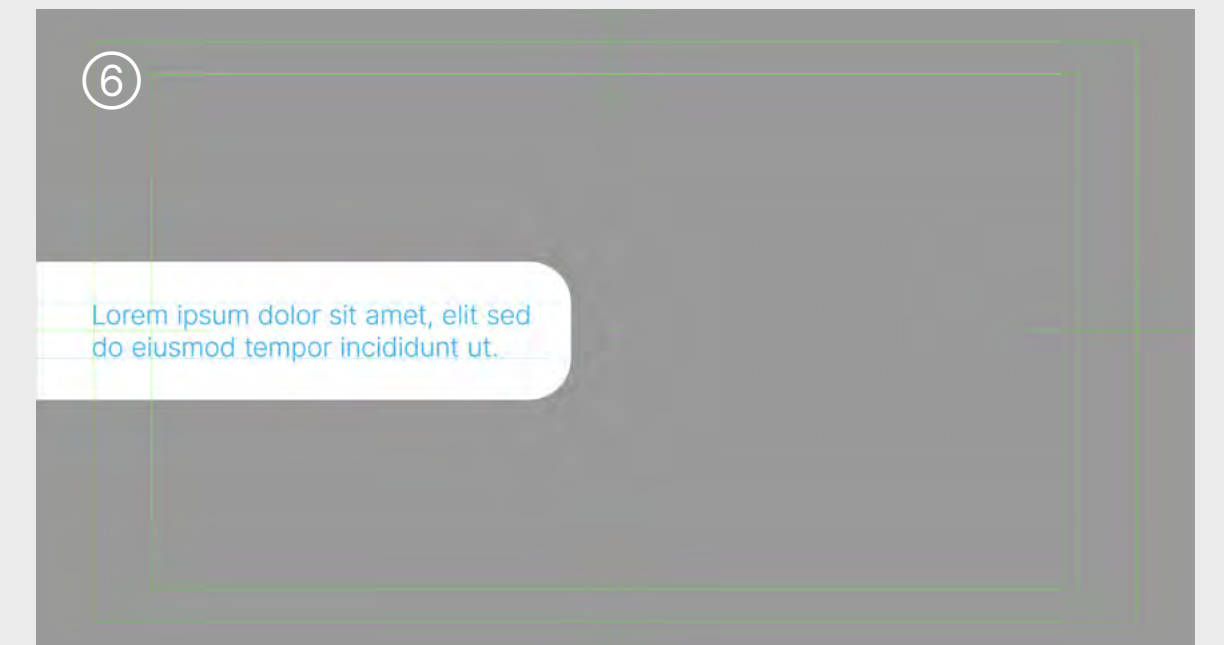 ⑥
Lorem ipsum dolor sit amet, elit sed
do eiusmod tempor incididunt ut.